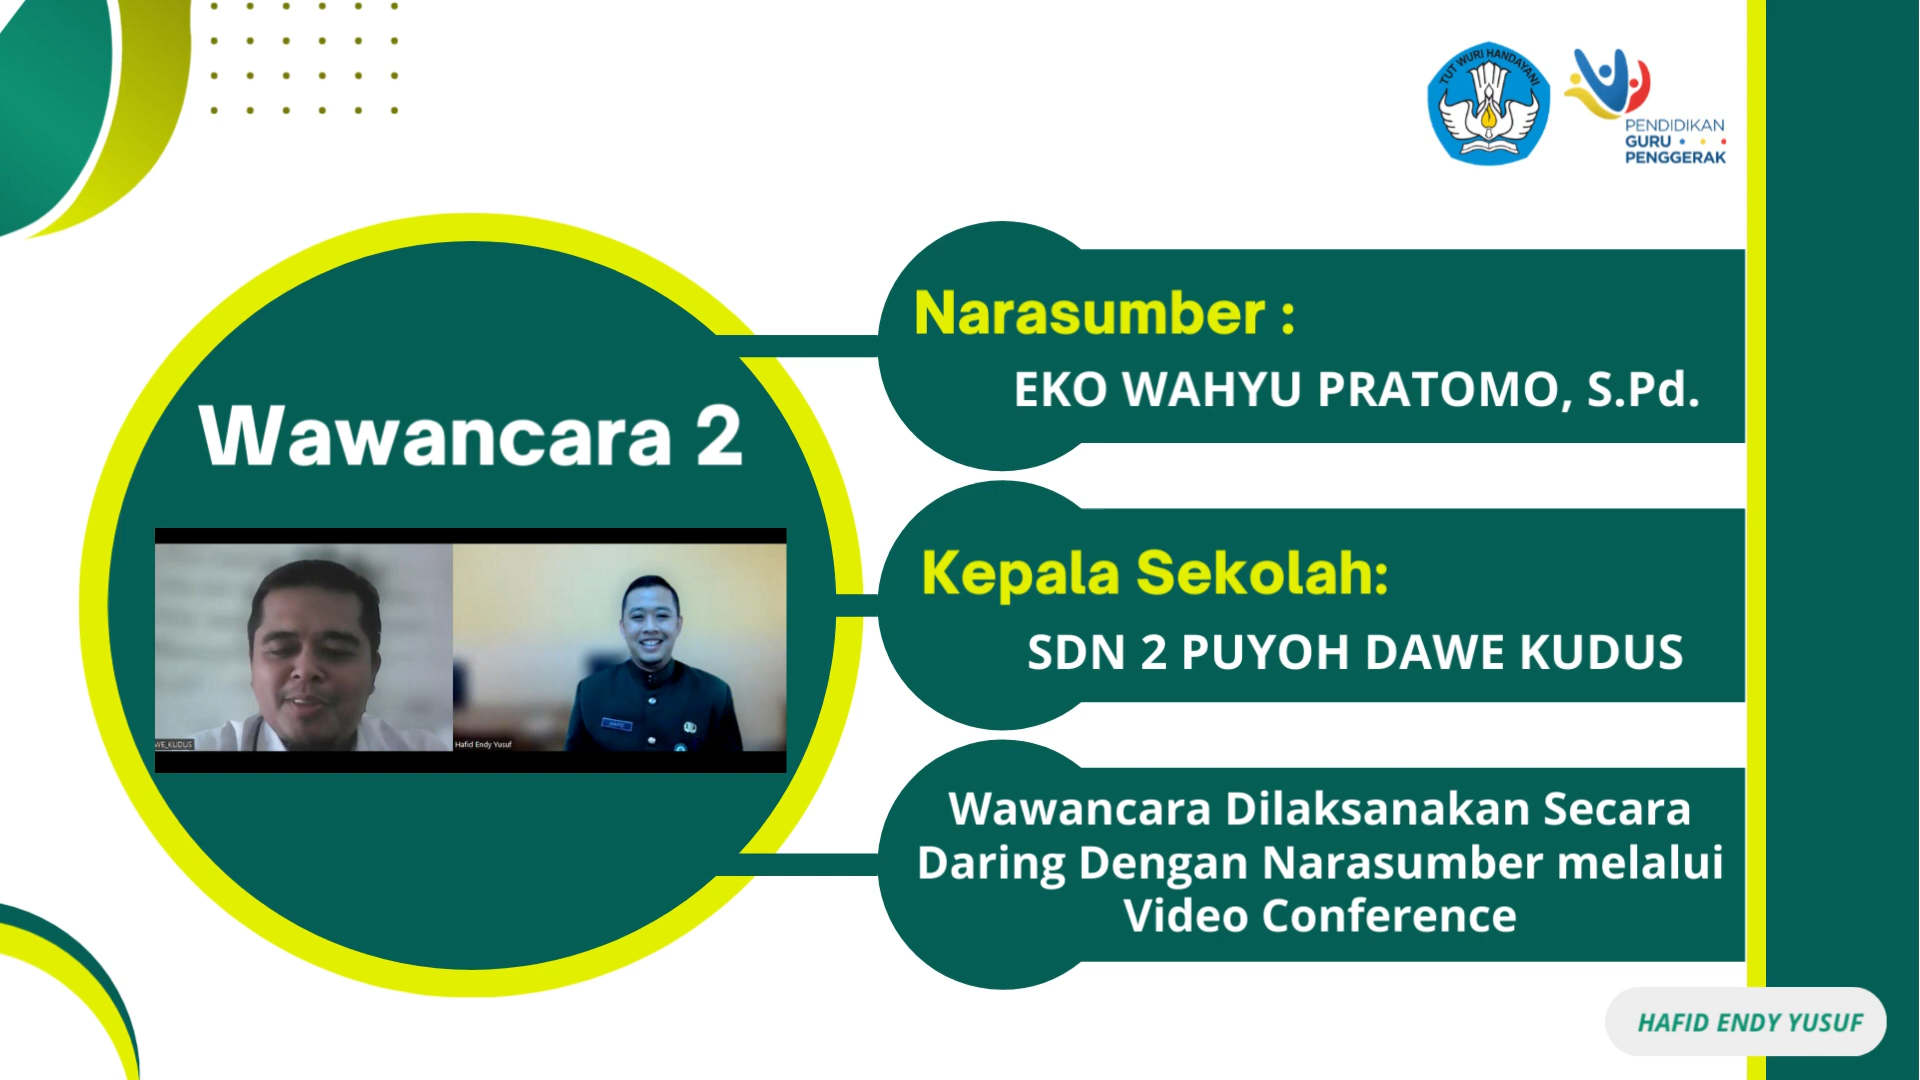 TUT WURI HANDAYANI
PENDIDIKAN
GURU
PENGGERAK
Wawancara 2
WE_KUDUS
Hafid Endy Yusuf
Narasumber :
EKO WAHYU PRATOMO, S.Pd.
Kepala Sekolah:
SDN 2 PUYOH DAWE KUDUS
Wawancara Dilaksanakan Secara
Daring Dengan Narasumber melalui
Video Conference
HAFID ENDY YUSUF